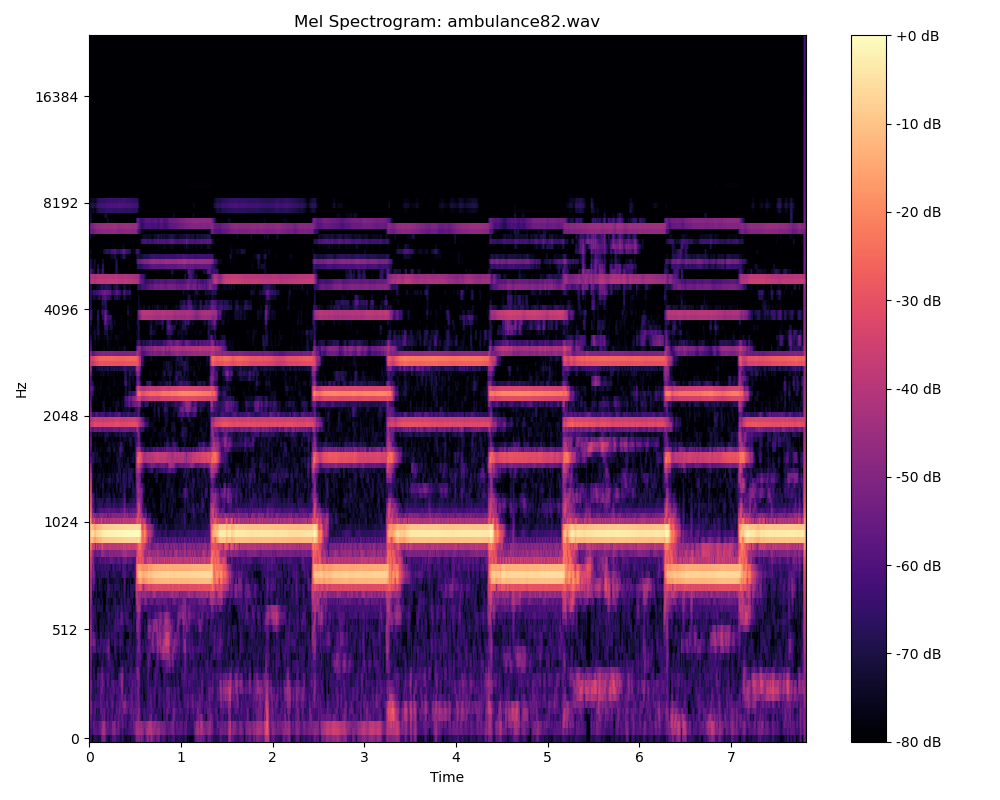 Mel Spectrogram: ambulance82.wav
16384
8192
4096
2048
1024
512
0
Hz
0 1 2 3 4 5 6 7
Time
+0 dB
-10 dB
-20 dB
-30 dB
-40 dB
-50 dB
-60 dB
-70 dB
-80 dB